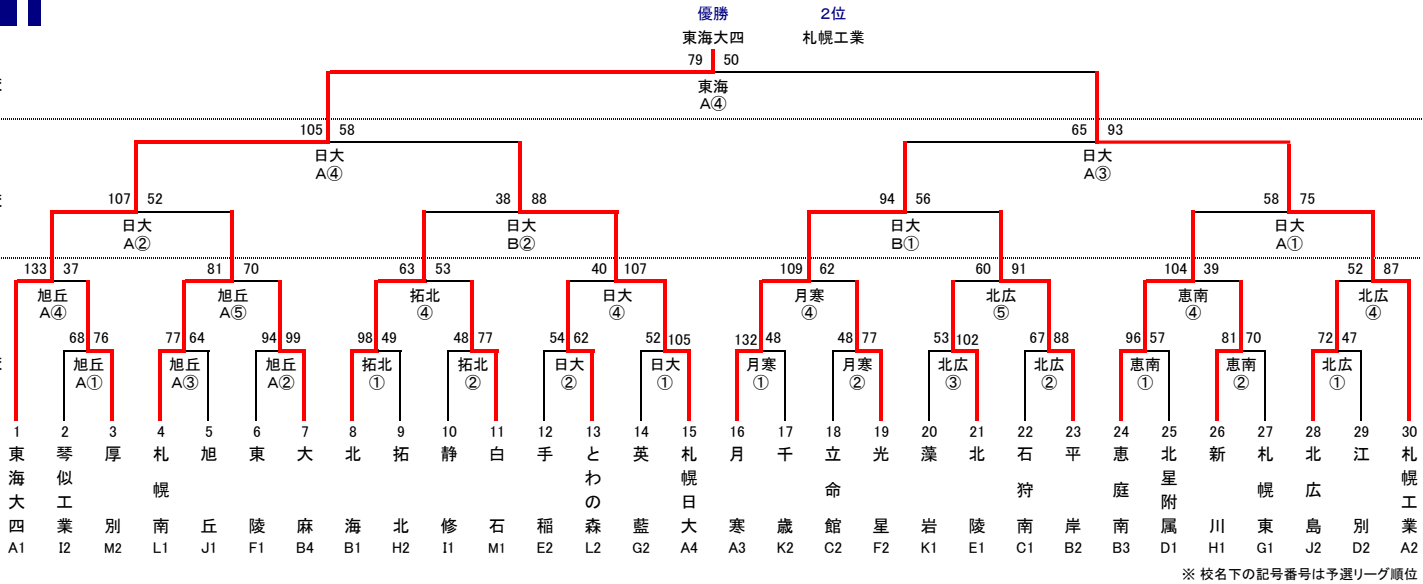 優勝 2位
東海大四 札幌工業
79 50
東海
A④
105 58 65 93
日大 日大
A④ A③
107 52 38 88 94 56 58 75
日大 日大 日大 日大
A② B② B① A①
133 37 81 70 63 53 40 107 109 62 60 91 104 39 52 87
旭丘 旭丘 拓北 日大 月寒 北広 恵南 北広
A④ A⑤ ④ ④ ④ ⑤ ④ ④
68 76 77 64 94 99 98 49 48 77 54 62 52 105 132 48 48 77 53 102 67 88 96 57 81 70 72 47
旭丘 旭丘 旭丘 拓北 拓北 日大 日大 月寒 月寒 北広 北広 恵南 恵南 北広
A① A③ A② ① ② ② ① ① ② ③ ② ① ② ①
1 2 3 4 5 6 7 8 9 10 11 12 13 14 15 16 17 18 19 20 21 22 23 24 25 26 27 28 29 30
東海大四 琴似工業 厚別 札幌南 旭丘 東陵 大麻 北海 拓北 静修 白石 手稲 とわの森 英藍 札幌日大 月寒 千歳 立命館 光星 藻岩 北陵 石狩南 平岸 恵庭南 北星附属 新川 札幌東 北広島 江別 札幌工業
A1 I2 M2 L1 J1 F1 B4 B1 H2 I1 M1 E2 L2 G2 A4 A3 K2 C2 F2 K1 E1 C1 B2 B3 D1 H1 G1 J2 D2 A2
※ 校名下の記号番号は予選リーグ順位